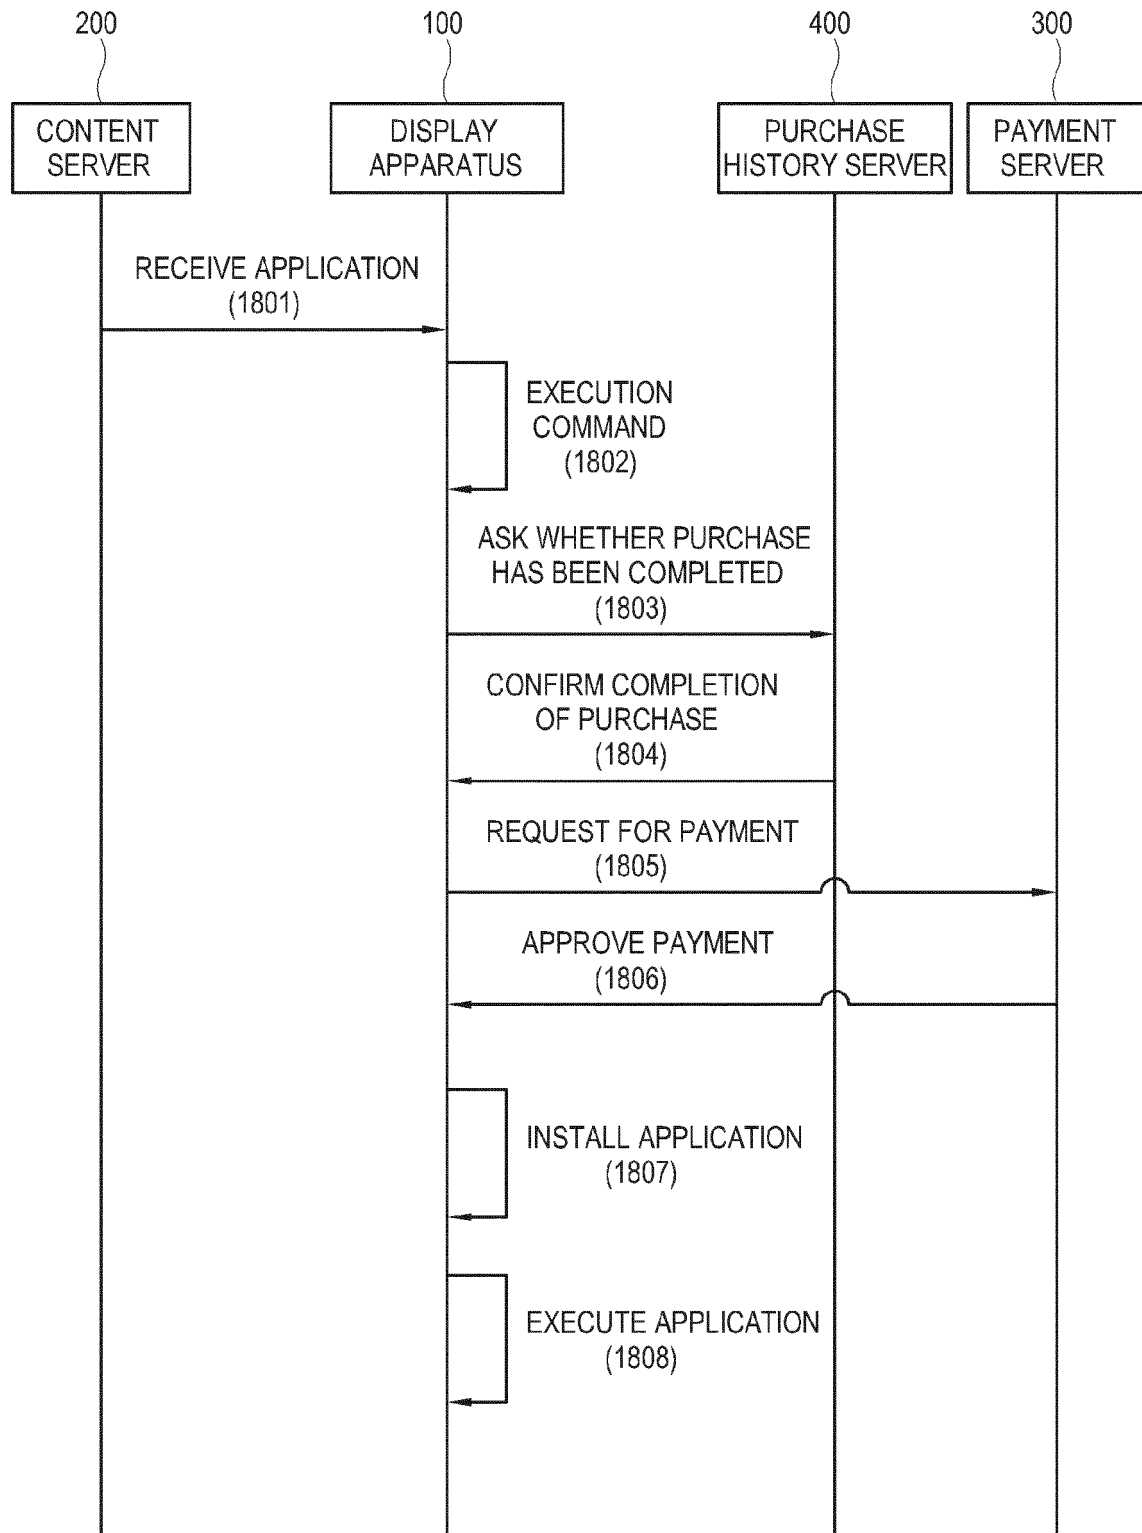 200
100
400
300
CONTENT
SERVER
DISPLAY
APPARATUS
PURCHASE
HISTORY SERVER
PAYMENT
SERVER
RECEIVE APPLICATION
(1801)
EXECUTION
COMMAND
(1802)
ASK WHETHER PURCHASE
HAS BEEN COMPLETED
(1803)
CONFIRM COMPLETION
OF PURCHASE
(1804)
REQUEST FOR PAYMENT
(1805)
APPROVE PAYMENT
(1806)
INSTALL APPLICATION
(1807)
EXECUTE APPLICATION
(1808)